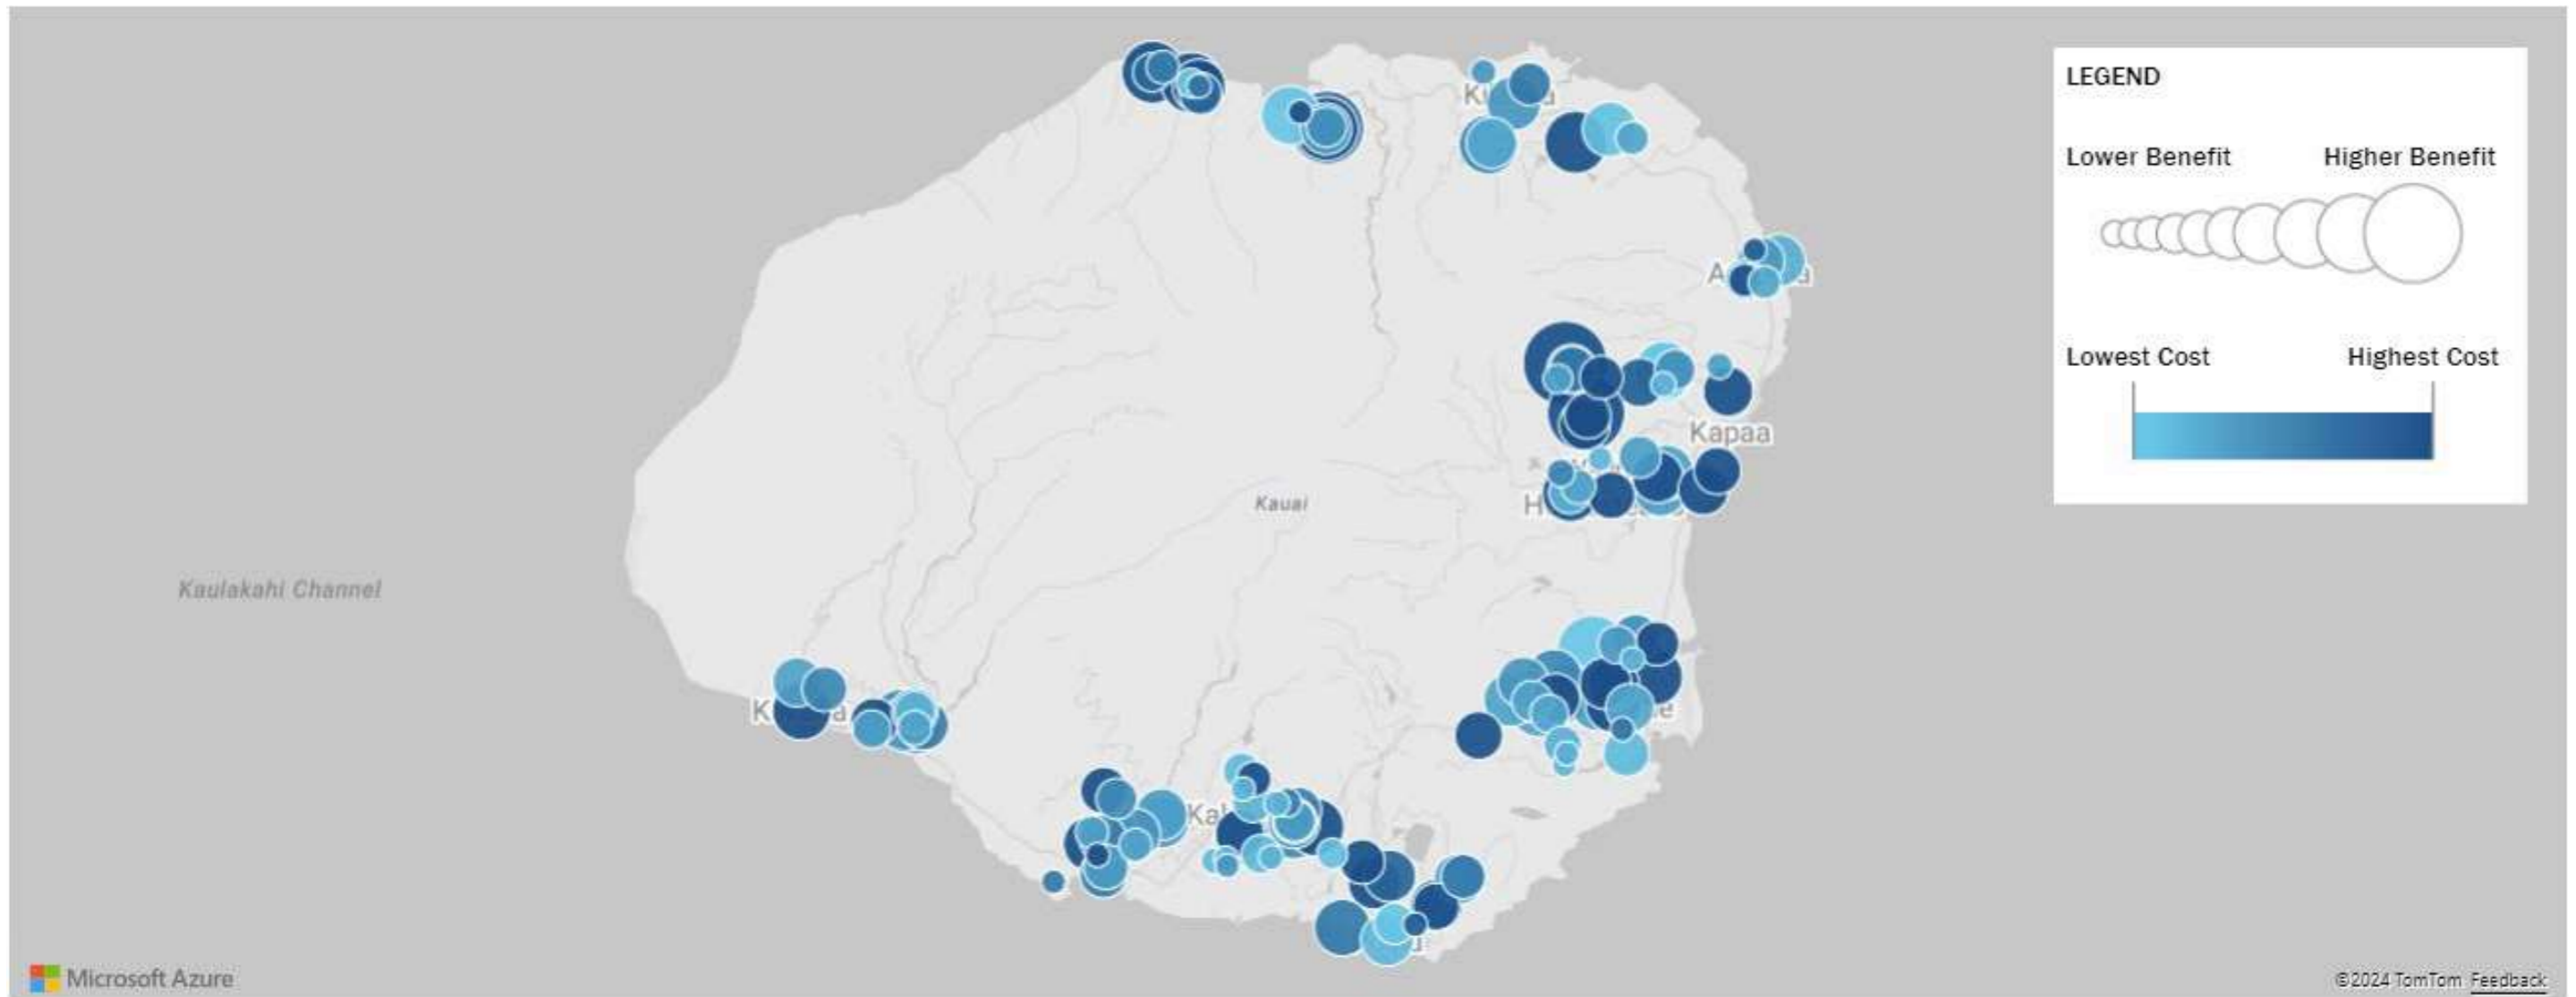 LEGEND
Lower Benefit
Higher Benefit
Lowest Cost
Highest Cost
Kapaa
Kauai
Kaulakahi Channel
Microsoft Azure
©2024 TomTom Feedback